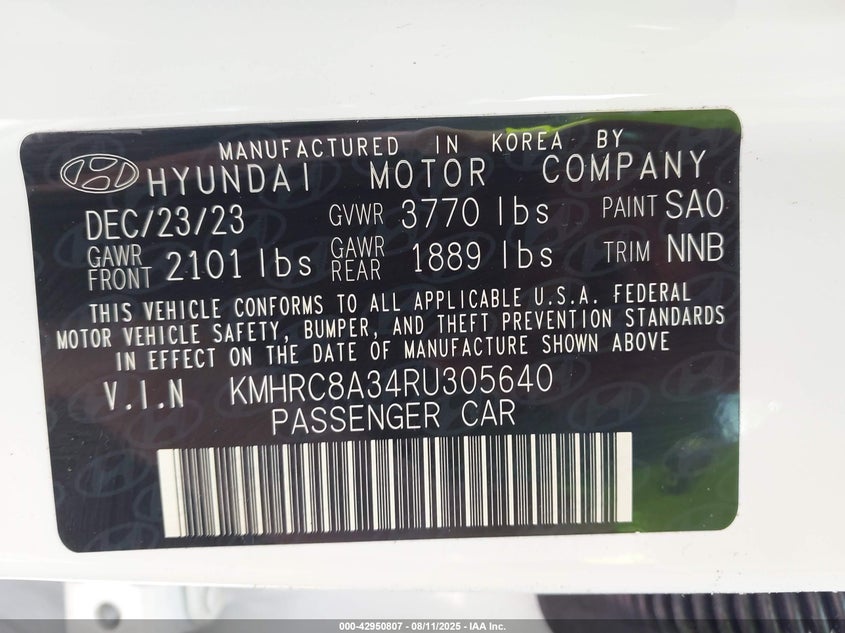 MANUFACTURED IN KOREA BY
HYUNDAI MOTOR COMPANY
DEC/23/23 GVWR 3770 lbs PAINT SAO
GAWR FRONT 2101 lbs GAWR REAR 1889 lbs TRIM NNB
THIS VEHICLE CONFORMS TO ALL APPLICABLE U.S.A. FEDERAL
MOTOR VEHICLE SAFETY, BUMPER, AND THEFT PREVENTION STANDARDS
IN EFFECT ON THE DATE OF MANUFACTURE SHOWN ABOVE
V.I.N KMHRC8A34RU305640
PASSENGER CAR
000-42950807 - 08/11/2025 - IAA Inc.